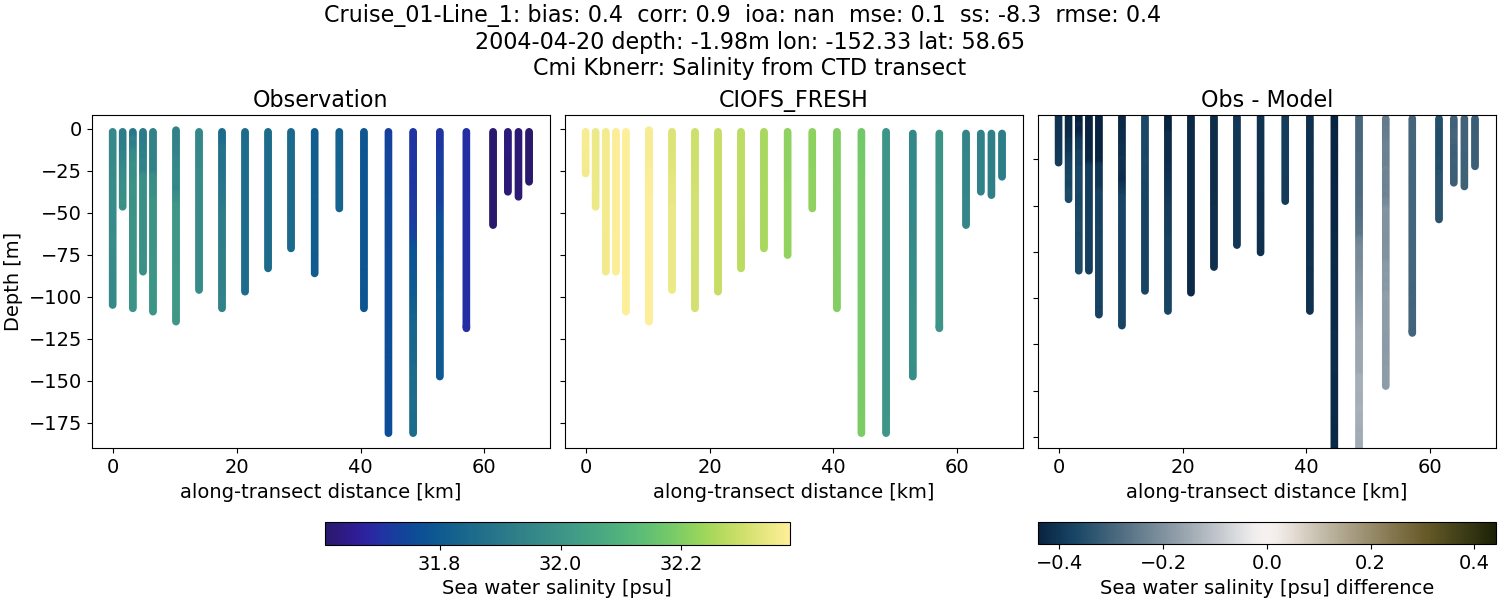 Cruise_01-Line_1: bias: 0.4  corr: 0.9  ioa: nan  mse: 0.1  ss: -8.3  rmse: 0.4
2004-04-20 depth: -1.98m lon: -152.33 lat: 58.65
Cmi Kbnerr: Salinity from CTD transect
Observation
CIOFS_FRESH
Obs - Model
Depth [m]
0
−25
−50
−75
−100
−125
−150
−175
0 20 40 60
0 20 40 60
0 20 40 60
along-transect distance [km]
along-transect distance [km]
along-transect distance [km]
31.8 32.0 32.2
Sea water salinity [psu]
−0.4 −0.2 0.0 0.2 0.4
Sea water salinity [psu] difference